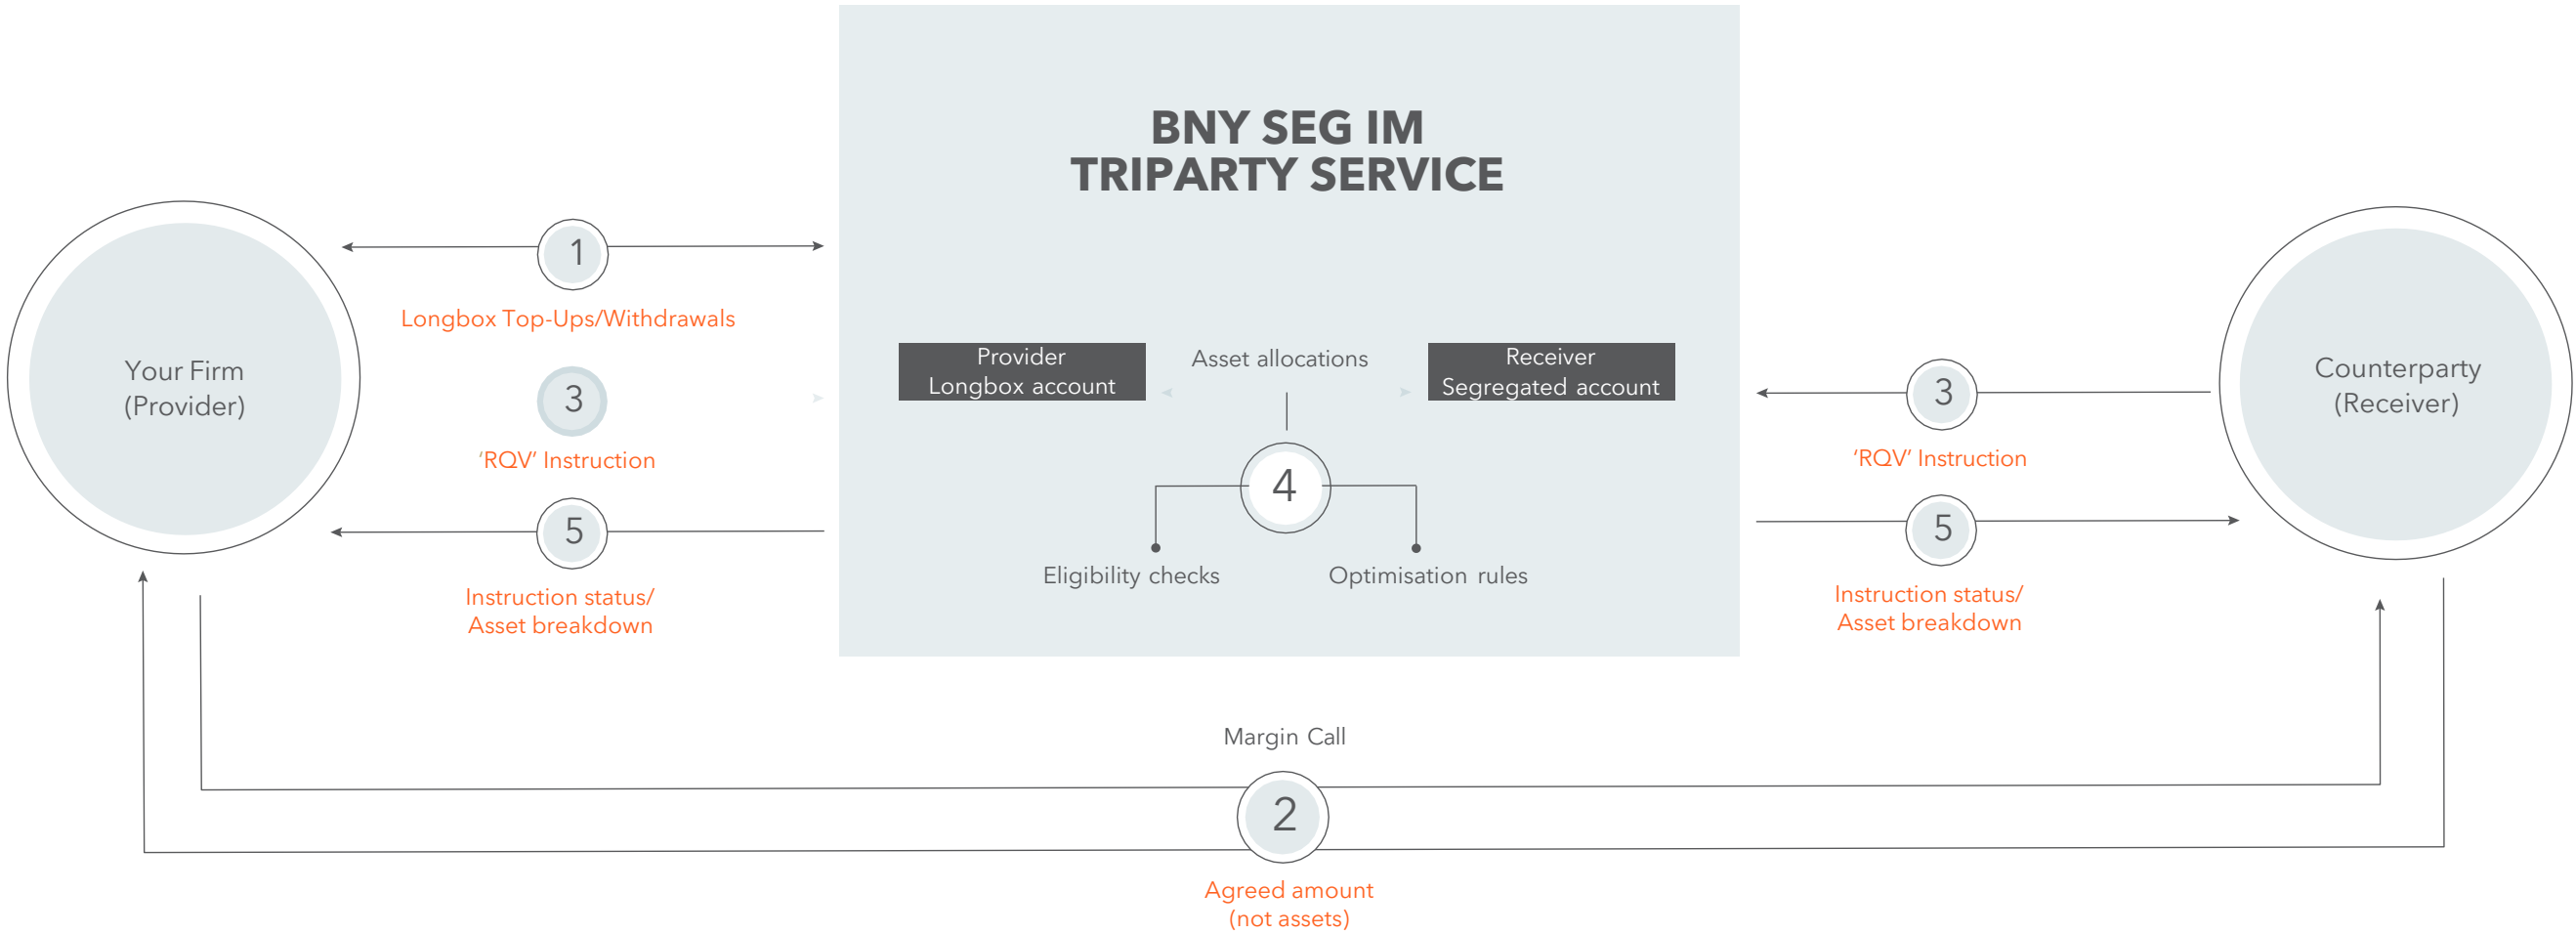 BNY SEG IM
TRIPARTY SERVICE
1
Longbox Top-Ups/Withdrawals
Your Firm
(Provider)
3
‘RQV’ Instruction
5
Instruction status/
Asset breakdown
Provider
Longbox account
Asset allocations
Receiver
Segregated account
4
Eligibility checks
Optimisation rules
3
‘RQV’ Instruction
5
Instruction status/
Asset breakdown
Counterparty
(Receiver)
Margin Call
2
Agreed amount
(not assets)